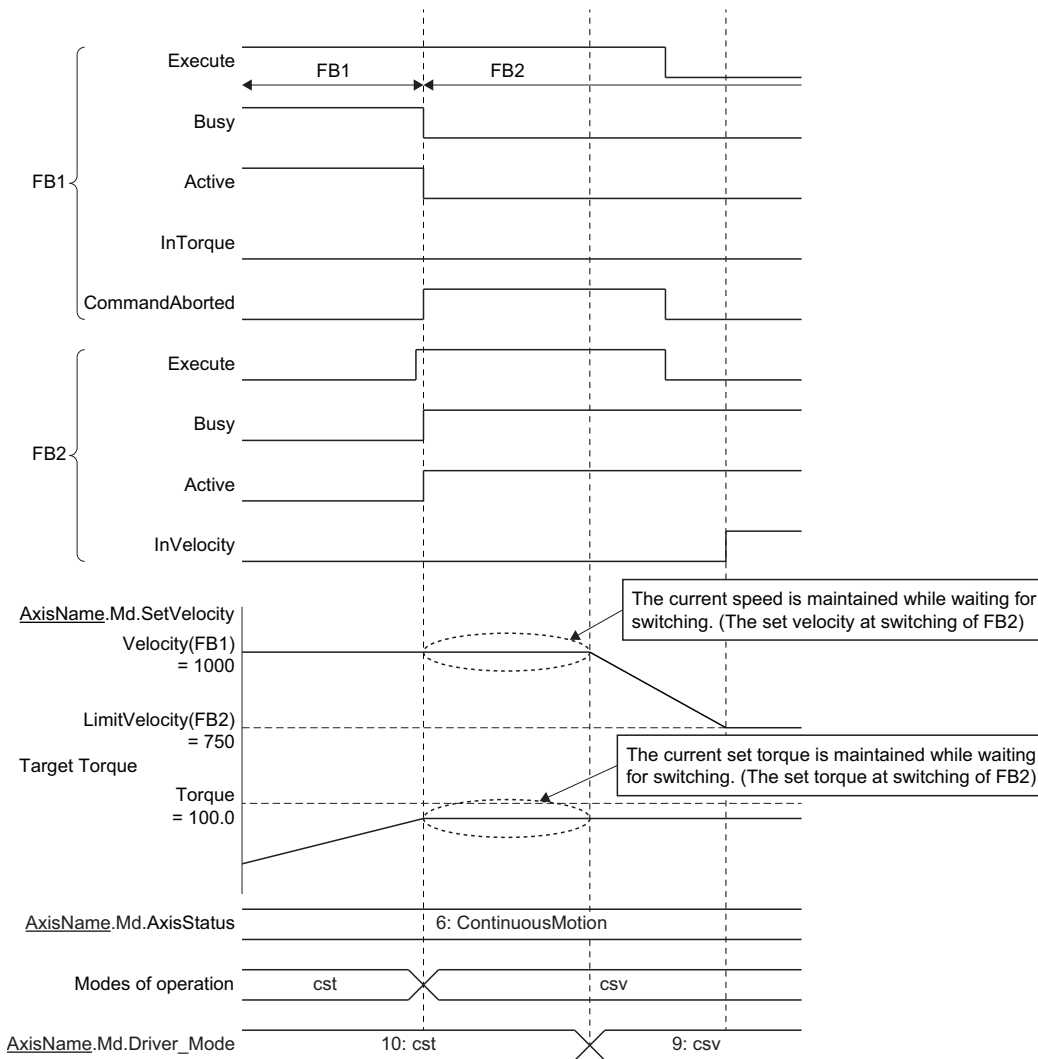 Execute
FB1
FB2
Busy
FB1
Active
InTorque
CommandAborted
Execute
Busy
FB2
Active
InVelocity
The current speed is maintained while waiting for
switching. (The set velocity at switching of FB2)
AxisName.Md.SetVelocity
Velocity(FB1)
= 1000
LimitVelocity(FB2)
= 750
The current set torque is maintained while waiting
for switching. (The set torque at switching of FB2)
Target Torque
Torque
= 100.0
AxisName.Md.AxisStatus
6: ContinuousMotion
Modes of operation
cst
csv
AxisName.Md.Driver_Mode
10: cst
9: csv